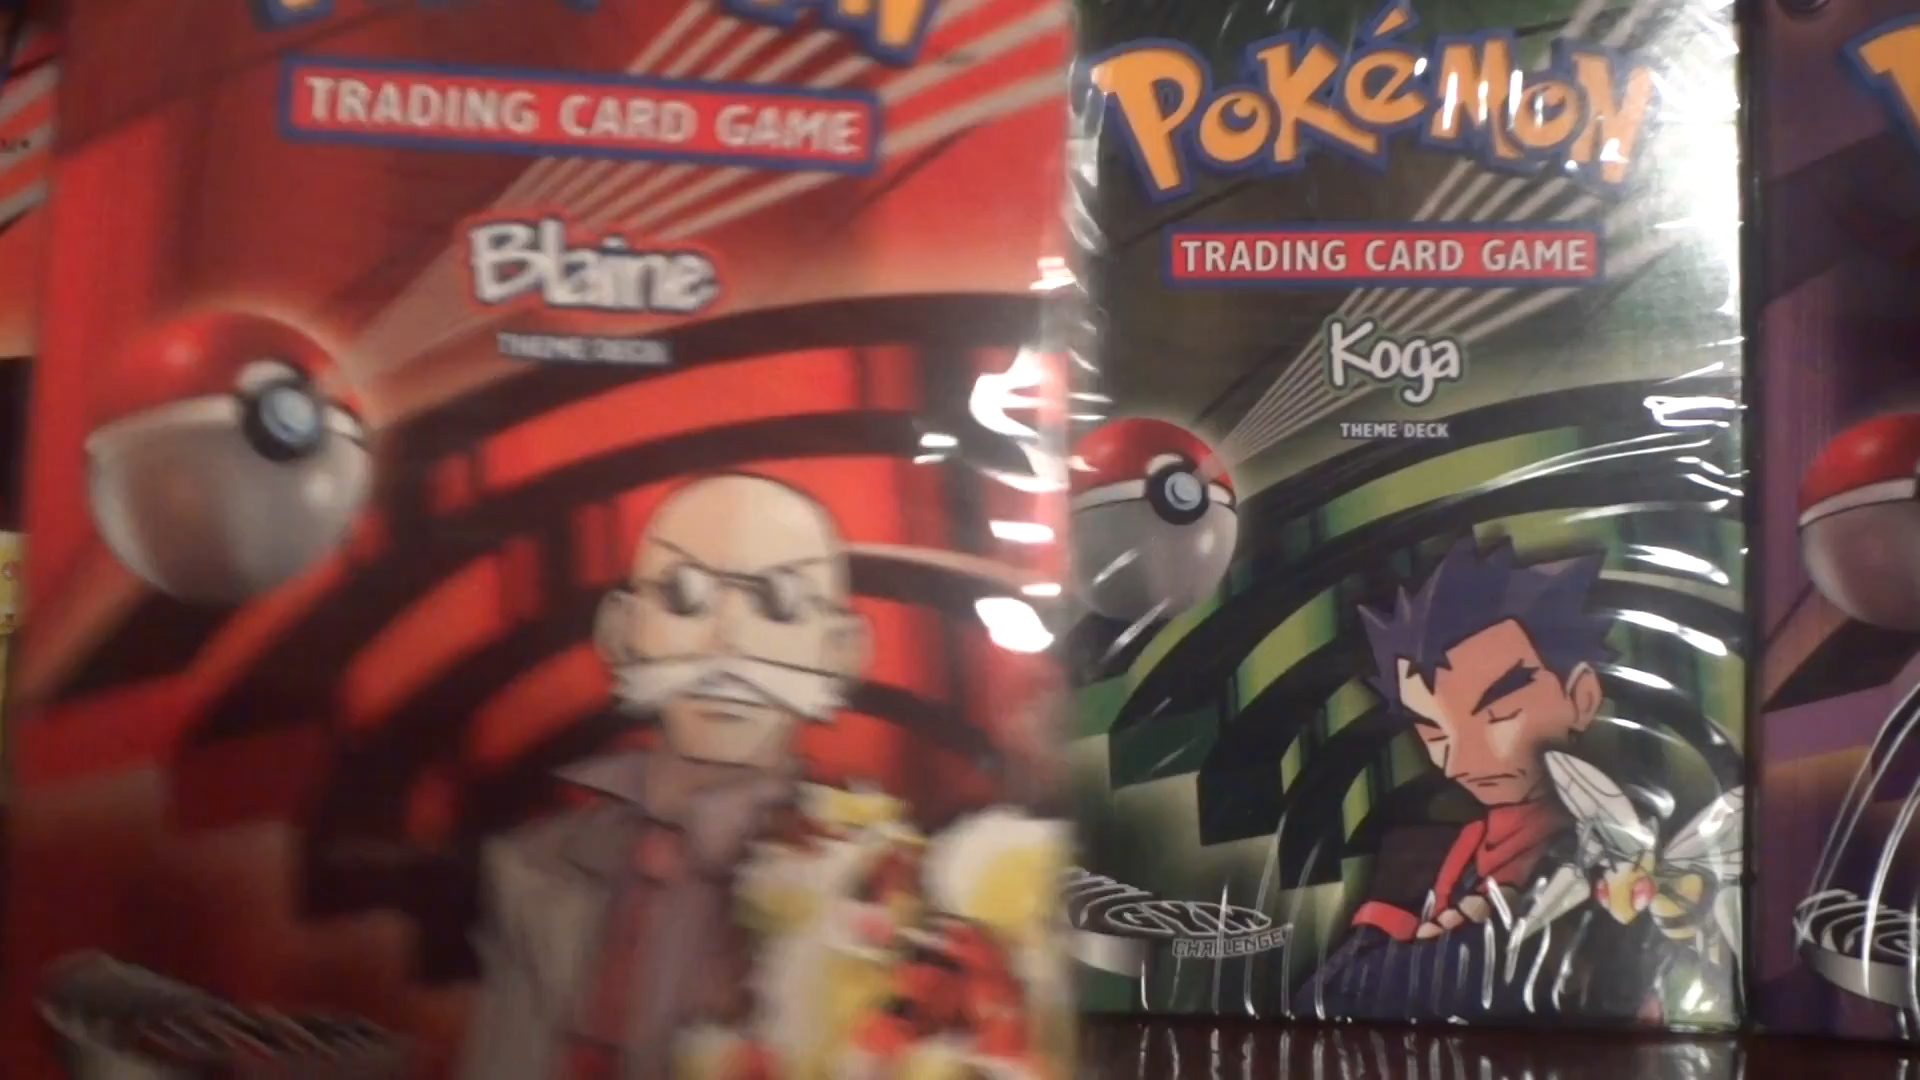 TRADING CARD GAME
Blaine
THEME DECK
POKéMON
TRADING CARD GAME
Koga
THEME DECK
GYM
CHALLENGE